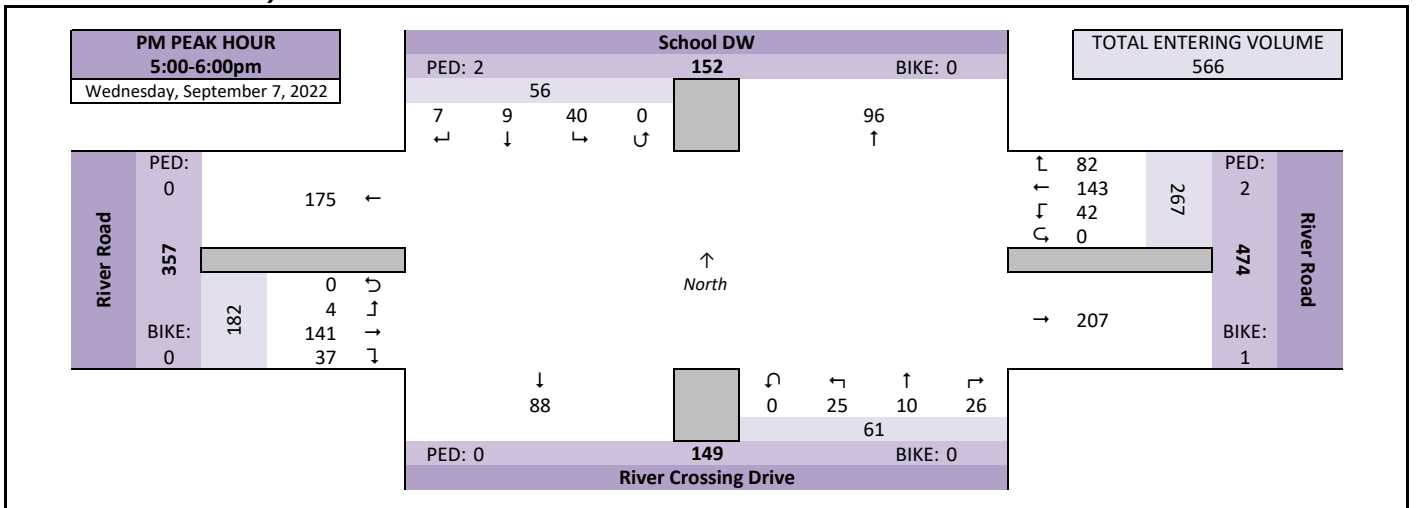 PM PEAK HOUR
5:00-6:00pm
Wednesday, September 7, 2022
School DW
PED: 2 152 BIKE: 0
56
7 9 40 0 96
↵ ↓ ↳ ↺ ↑
TOTAL ENTERING VOLUME
566
River Road
PED:
0
357
BIKE:
0
175 ←
182
0 ⮌
4 ↰
141 →
37 ↴
↑
North
↱ 82
← 143
↲ 42
⮎ 0
267
→ 207
PED:
2
474
BIKE:
1
River Road
↓
88
↷ ↰ ↑ ↱
0 25 10 26
61
PED: 0 149 BIKE: 0
River Crossing Drive